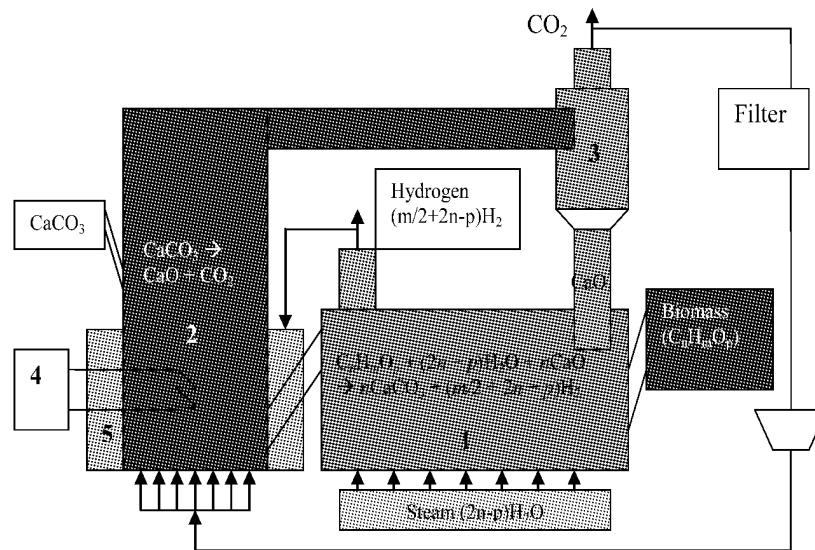 CO₂
Filter
3
Hydrogen
(m/2+2n-p)H₂
CaCO₃
CaCO₃ →
CaO + CO₂
CaO
Biomass
(CₙHₘOₚ)
2
4
CₙHₘOₚ + (2n − p)H₂O + nCaO
→ nCaCO₃ + (m/2 + 2n − p)H₂
5
1
Steam (2n-p)H₂O